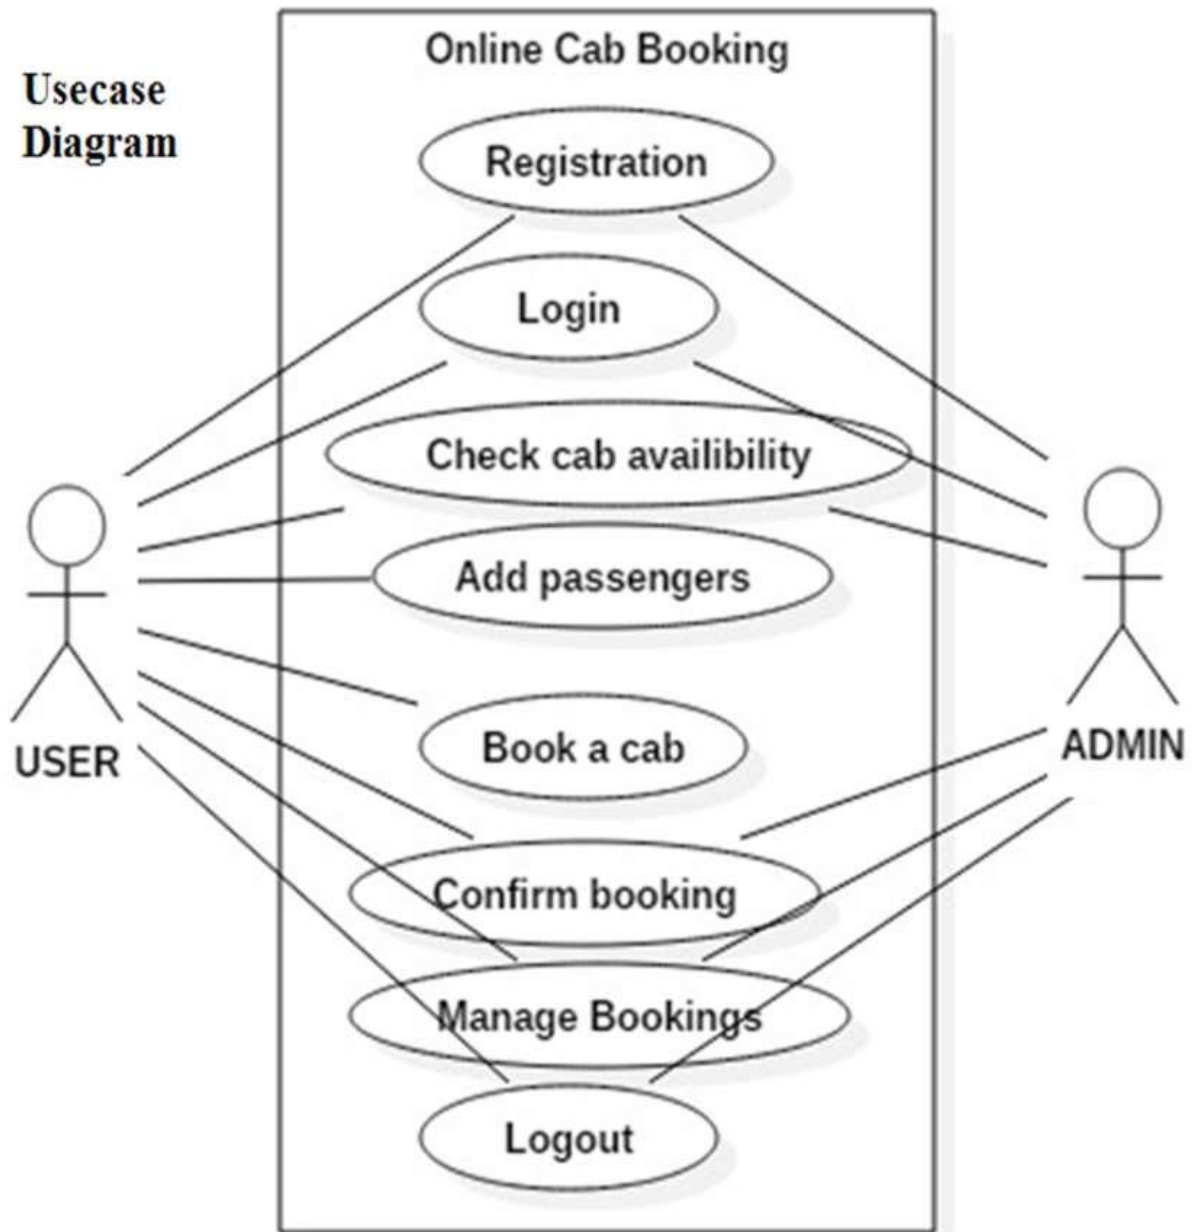 Online Cab Booking
Usecase
Diagram
Registration
Login
Check cab availibility
Add passengers
Book a cab
USER
ADMIN
Confirm booking
Manage Bookings
Logout